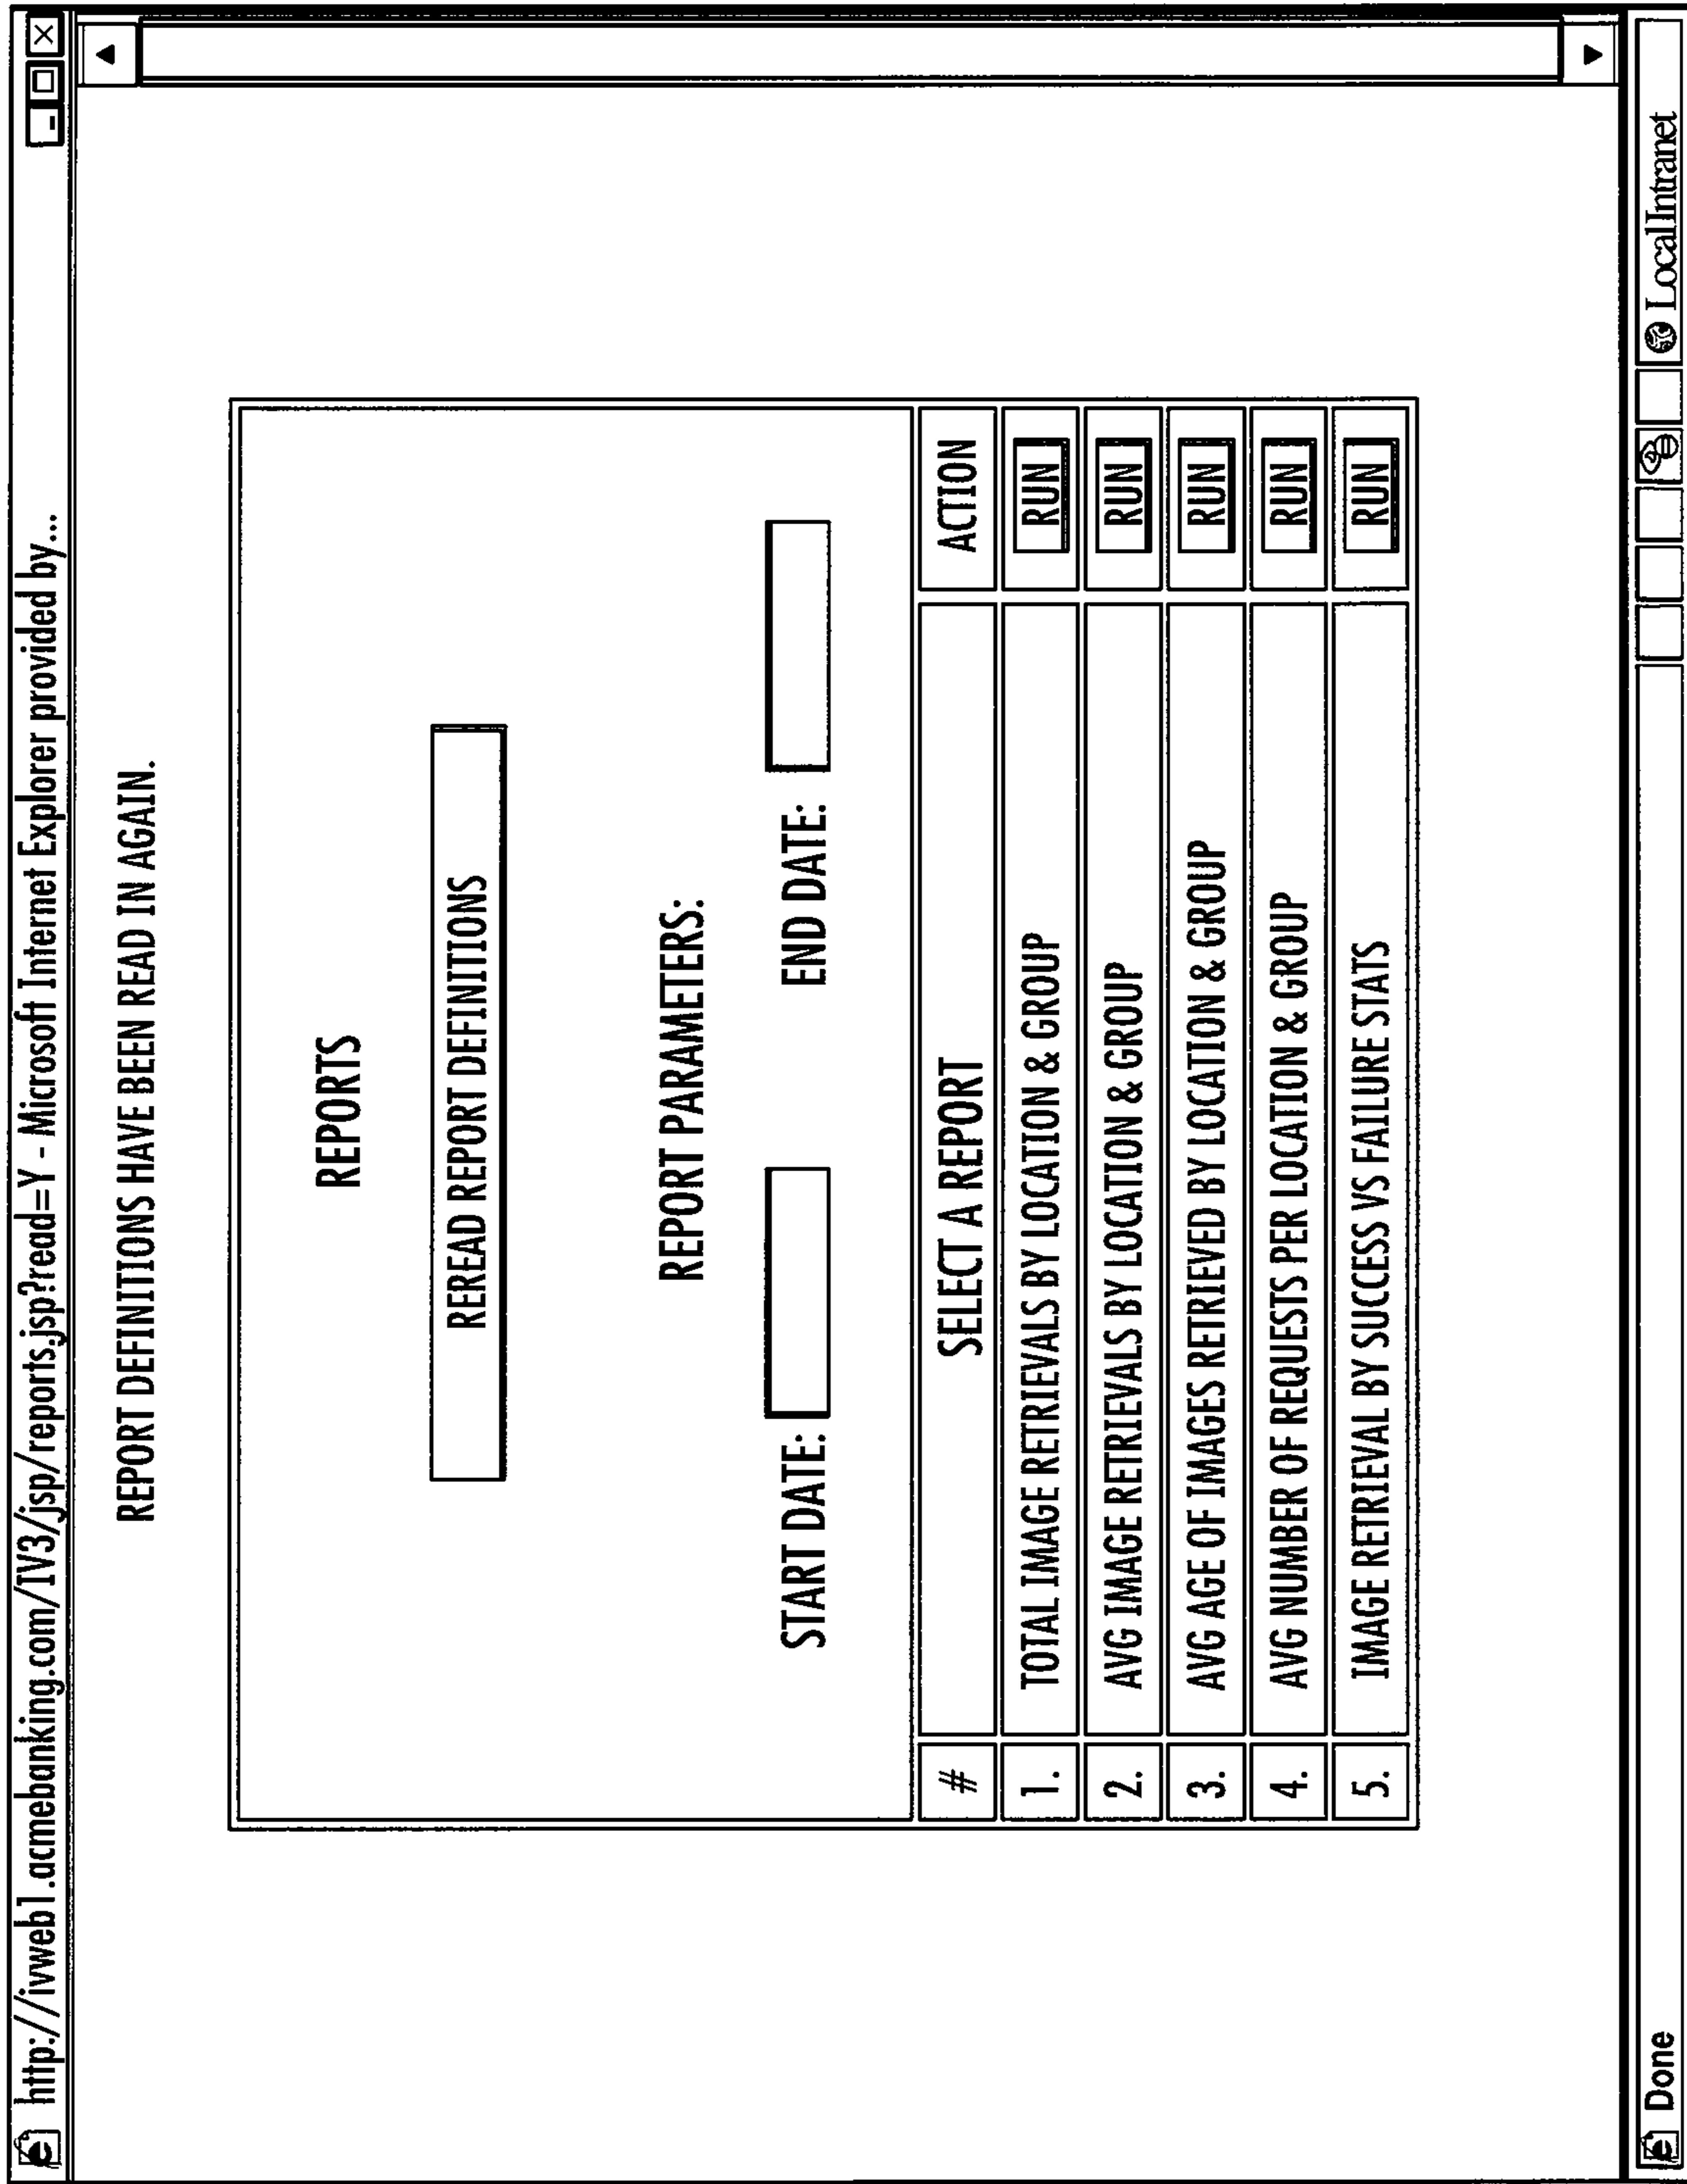 http://ivweb1.acmebanking.com/IV3/jsp/reports.jsp?read=Y - Microsoft Internet Explorer provided by...
REPORT DEFINITIONS HAVE BEEN READ IN AGAIN.
REPORTS
REREAD REPORT DEFINITIONS
REPORT PARAMETERS:
START DATE: END DATE:
# SELECT A REPORT ACTION
1. TOTAL IMAGE RETRIEVALS BY LOCATION & GROUP RUN
2. AVG IMAGE RETRIEVALS BY LOCATION & GROUP RUN
3. AVG AGE OF IMAGES RETRIEVED BY LOCATION & GROUP RUN
4. AVG NUMBER OF REQUESTS PER LOCATION & GROUP RUN
5. IMAGE RETRIEVAL BY SUCCESS VS FAILURE STATS RUN
Done Local Intranet